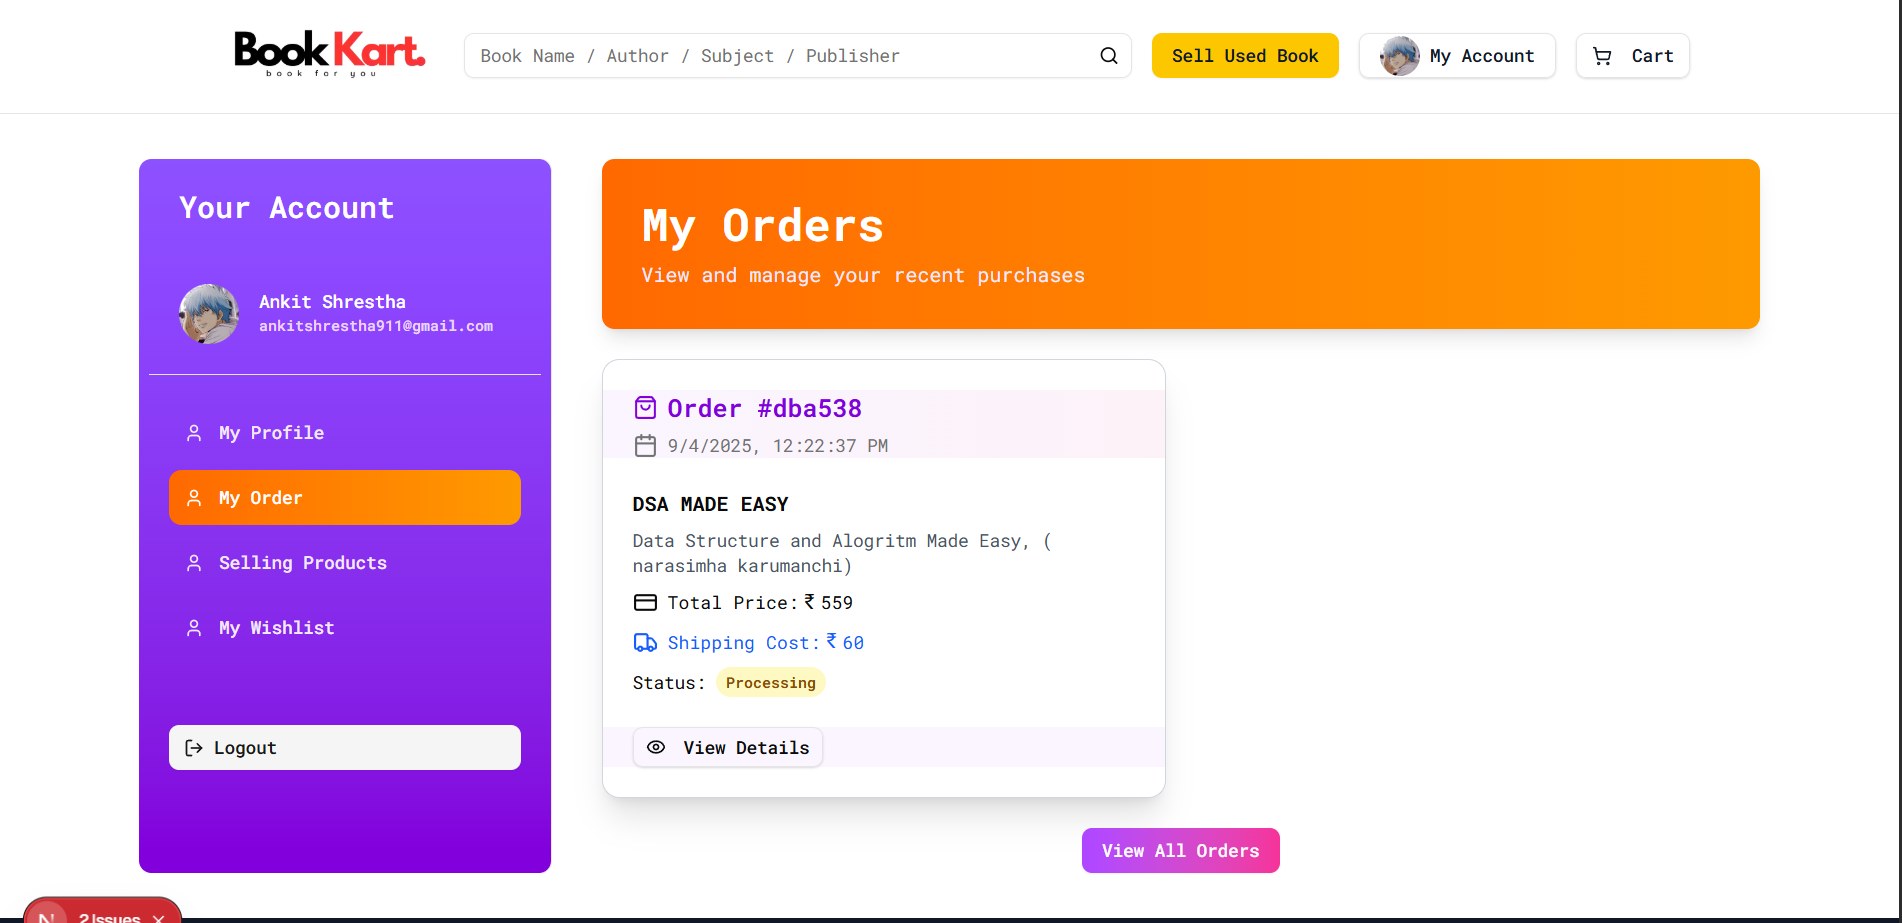 BookKart.
book for you
Book Name / Author / Subject / Publisher
Sell Used Book
My Account
Cart
Your Account
Ankit Shrestha
ankitshrestha911@gmail.com
My Profile
My Order
Selling Products
My Wishlist
Logout
My Orders
View and manage your recent purchases
Order #dba538
9/4/2025, 12:22:37 PM
DSA MADE EASY
Data Structure and Alogritm Made Easy, (
narasimha karumanchi)
Total Price: ₹ 559
Shipping Cost: ₹ 60
Status: Processing
View Details
View All Orders
N 2 Issues